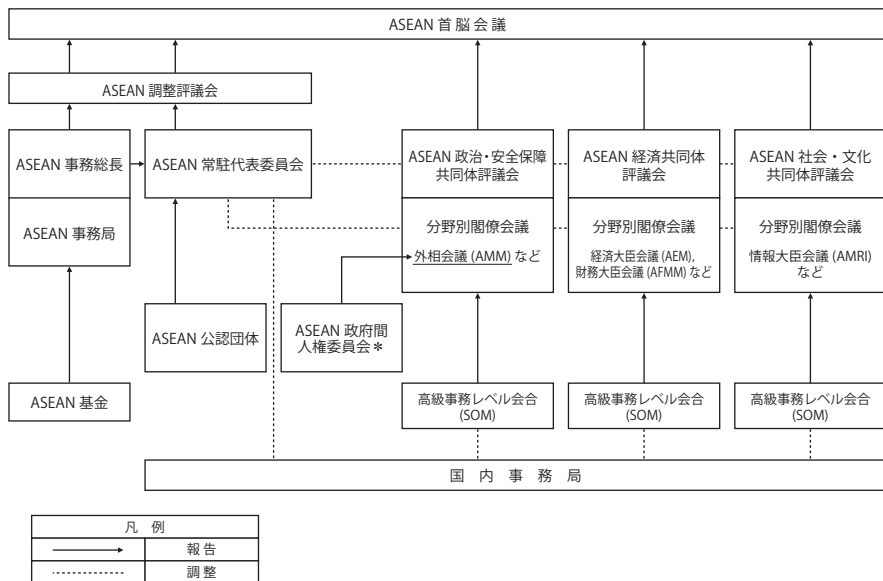 ASEAN 首脳会議
ASEAN 調整評議会
ASEAN 事務総長
ASEAN 常駐代表委員会
ASEAN 政治・安全保障
共同体評議会
ASEAN 経済共同体
評議会
ASEAN 社会・文化
共同体評議会
ASEAN 事務局
分野別閣僚会議
外相会議 (AMM) など
分野別閣僚会議
経済大臣会議 (AEM),
財務大臣会議 (AFMM) など
分野別閣僚会議
情報大臣会議 (AMRI)
など
ASEAN 公認団体
ASEAN 政府間
人権委員会＊
ASEAN 基金
高級事務レベル会合
(SOM)
高級事務レベル会合
(SOM)
高級事務レベル会合
(SOM)
国内事務局
凡例
報告
調整